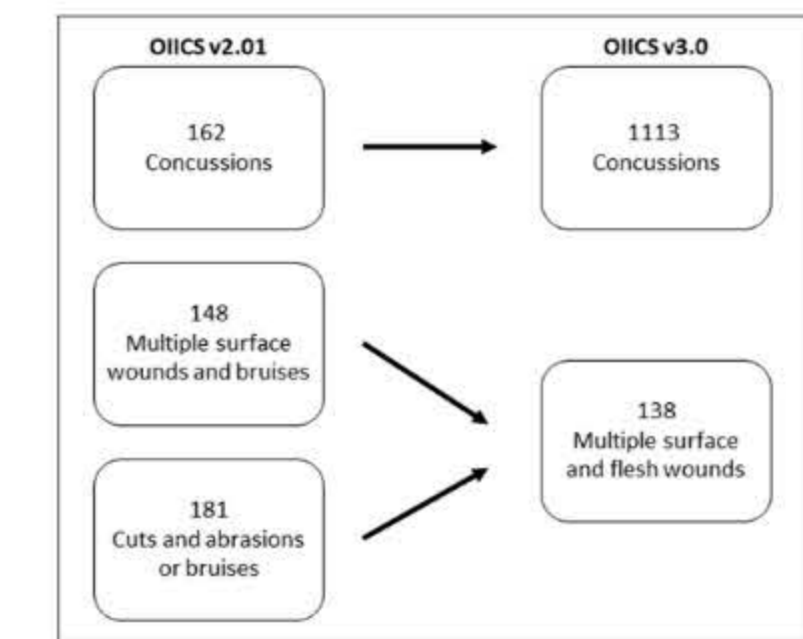 OIICS v2.01
OIICS v3.0
162
Concussions
1113
Concussions
148
Multiple surface
wounds and bruises
138
Multiple surface
and flesh wounds
181
Cuts and abrasions
or bruises